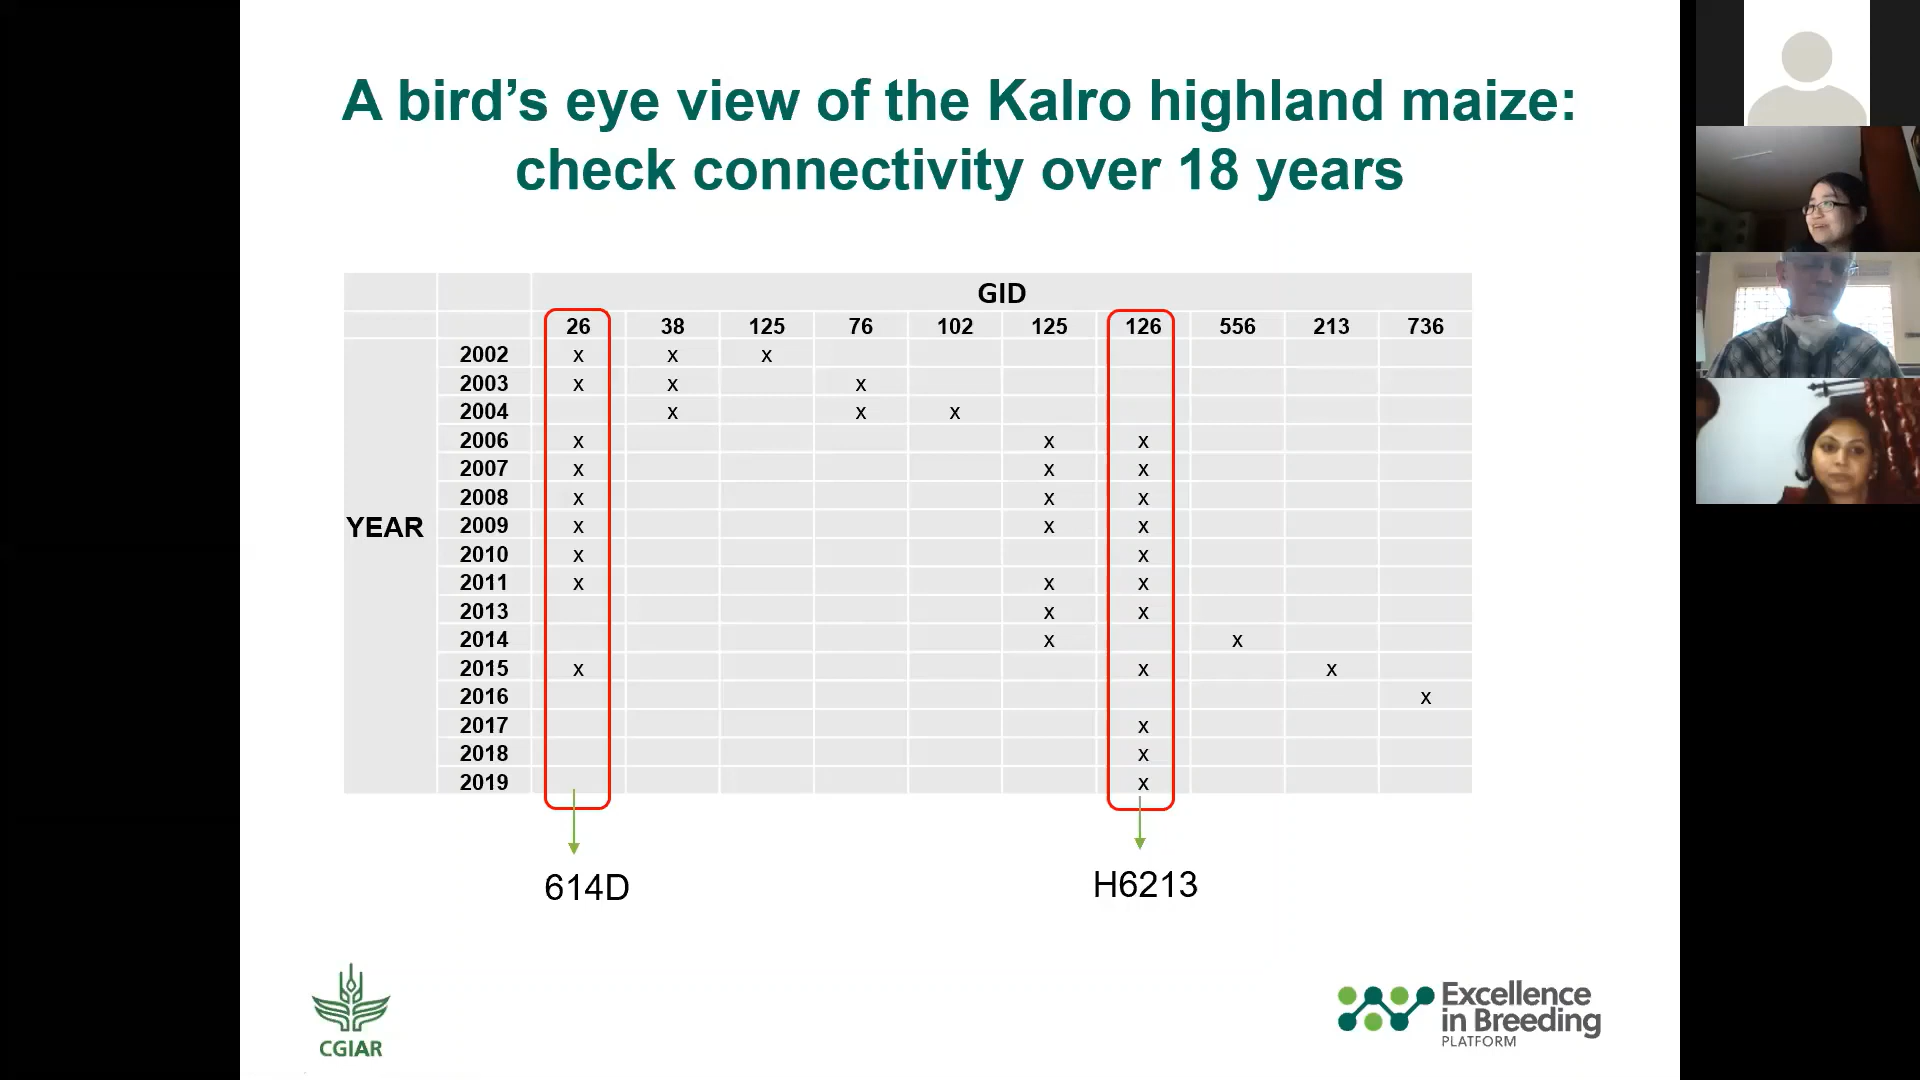 A bird’s eye view of the Kalro highland maize:
check connectivity over 18 years
GID
26 38 125 76 102 125 126 556 213 736
2002 x x x
2003 x x x
2004 x x x
2006 x x x
2007 x x x
2008 x x x
YEAR 2009 x x x
2010 x x
2011 x x x
2013 x x
2014 x x
2015 x x x
2016 x
2017 x
2018 x
2019 x
614D H6213
CGIAR
Excellence
in Breeding
PLATFORM